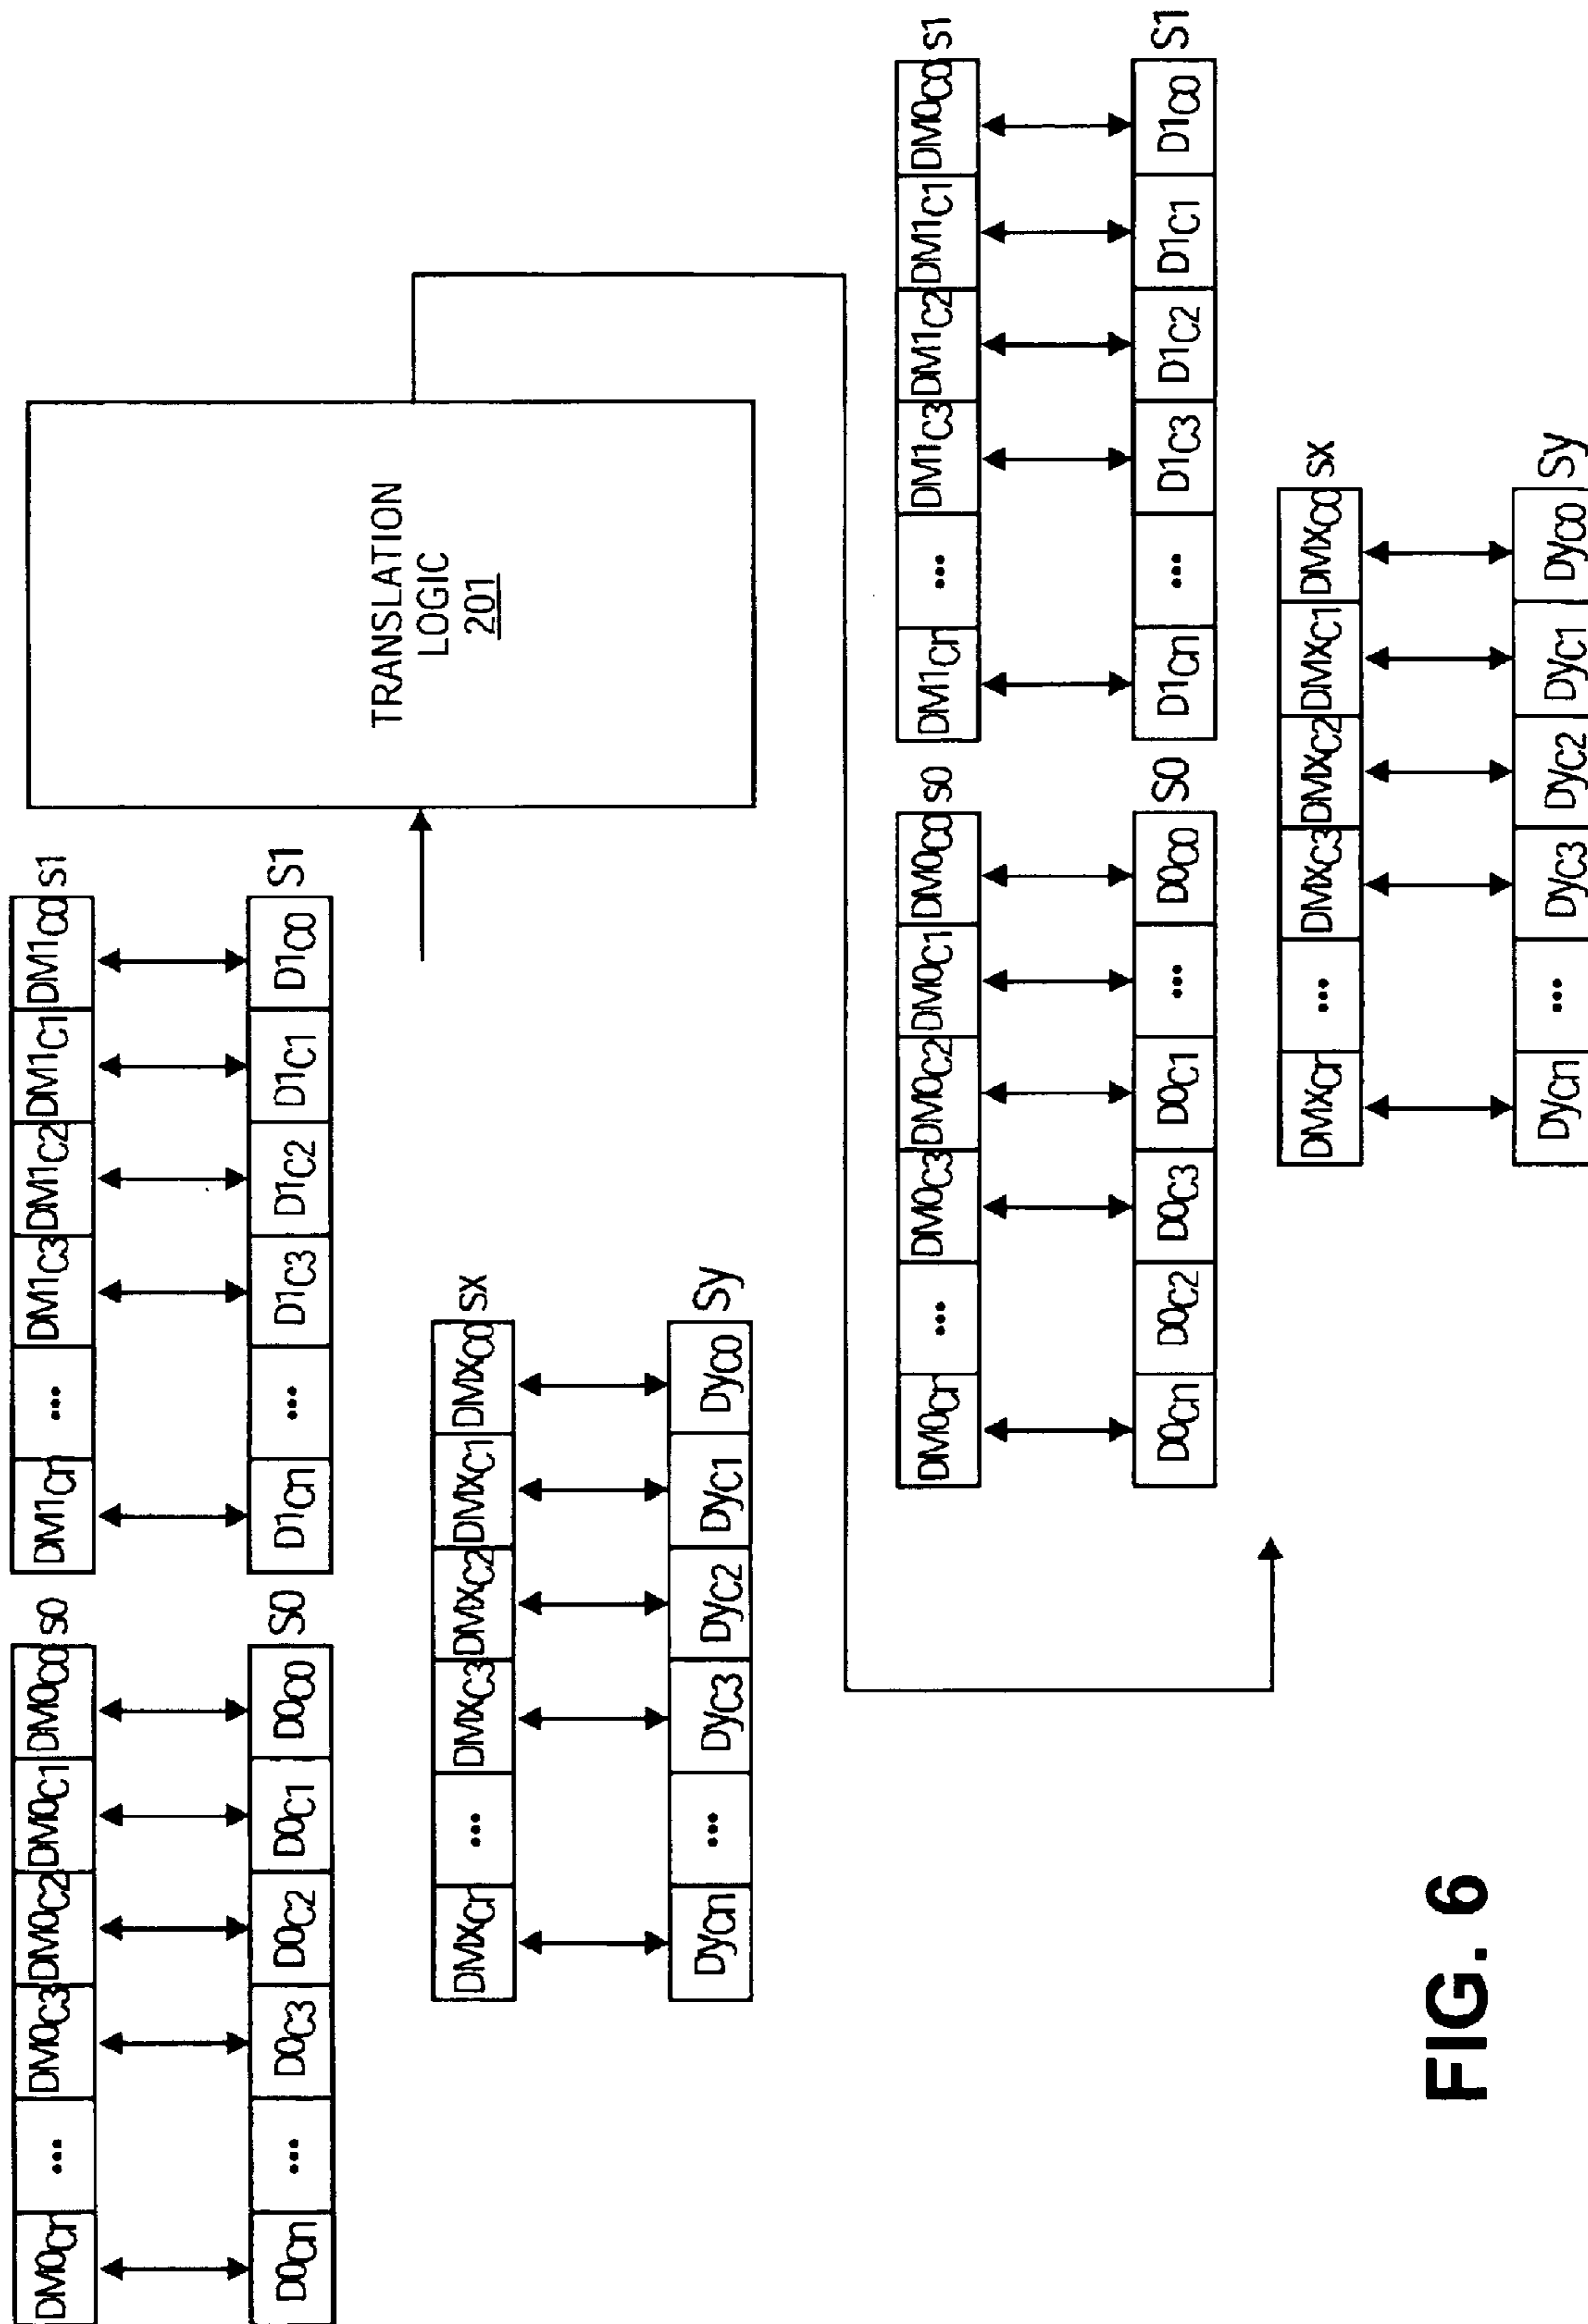 DM0cn ... DM0c3 DM0c2 DM0c1 DM0c0 s0
DM1cn ... DM1c3 DM1c2 DM1c1 DM1c0 s1
D0cn ... D0c3 D0c2 D0c1 D0c0 S0
D1cn ... D1c3 D1c2 D1c1 D1c0 S1
DMXcn ... DMXc3 DMXc2 DMXc1 DMXc0 sx
Dycn ... Dyc3 Dyc2 Dyc1 Dyc0 Sy
TRANSLATION
LOGIC
201
DM0cn ... DM0c3 DM0c2 DM0c1 DM0c0 s0
DM1cn ... DM1c3 DM1c2 DM1c1 DM0c0 s1
D0cn D0c2 D0c3 D0c1 ... D0c0 S0
D1cn ... D1c3 D1c2 D1c1 D1c0 S1
DMXcn ... DMXc3 DMXc2 DMXc1 DMXc0 sx
Dycn ... Dyc3 Dyc2 Dyc1 Dyc0 Sy
FIG. 6